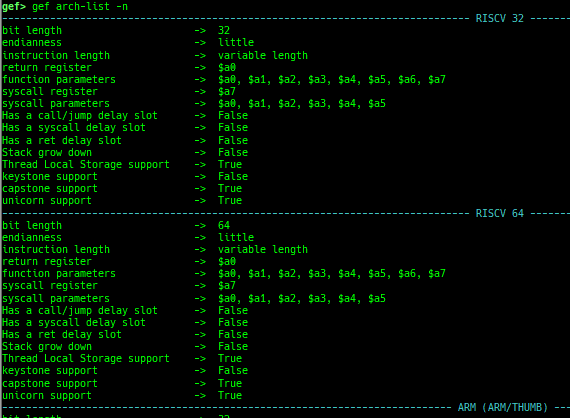 gef> gef arch-list -n
RISCV 32
bit length -> 32
endianness -> little
instruction length -> variable length
return register -> $a0
function parameters -> $a0, $a1, $a2, $a3, $a4, $a5, $a6, $a7
syscall register -> $a7
syscall parameters -> $a0, $a1, $a2, $a3, $a4, $a5
Has a call/jump delay slot -> False
Has a syscall delay slot -> False
Has a ret delay slot -> False
Stack grow down -> False
Thread Local Storage support -> True
keystone support -> False
capstone support -> True
unicorn support -> True
RISCV 64
bit length -> 64
endianness -> little
instruction length -> variable length
return register -> $a0
function parameters -> $a0, $a1, $a2, $a3, $a4, $a5, $a6, $a7
syscall register -> $a7
syscall parameters -> $a0, $a1, $a2, $a3, $a4, $a5
Has a call/jump delay slot -> False
Has a syscall delay slot -> False
Has a ret delay slot -> False
Stack grow down -> False
Thread Local Storage support -> True
keystone support -> False
capstone support -> True
unicorn support -> True
ARM (ARM/THUMB)